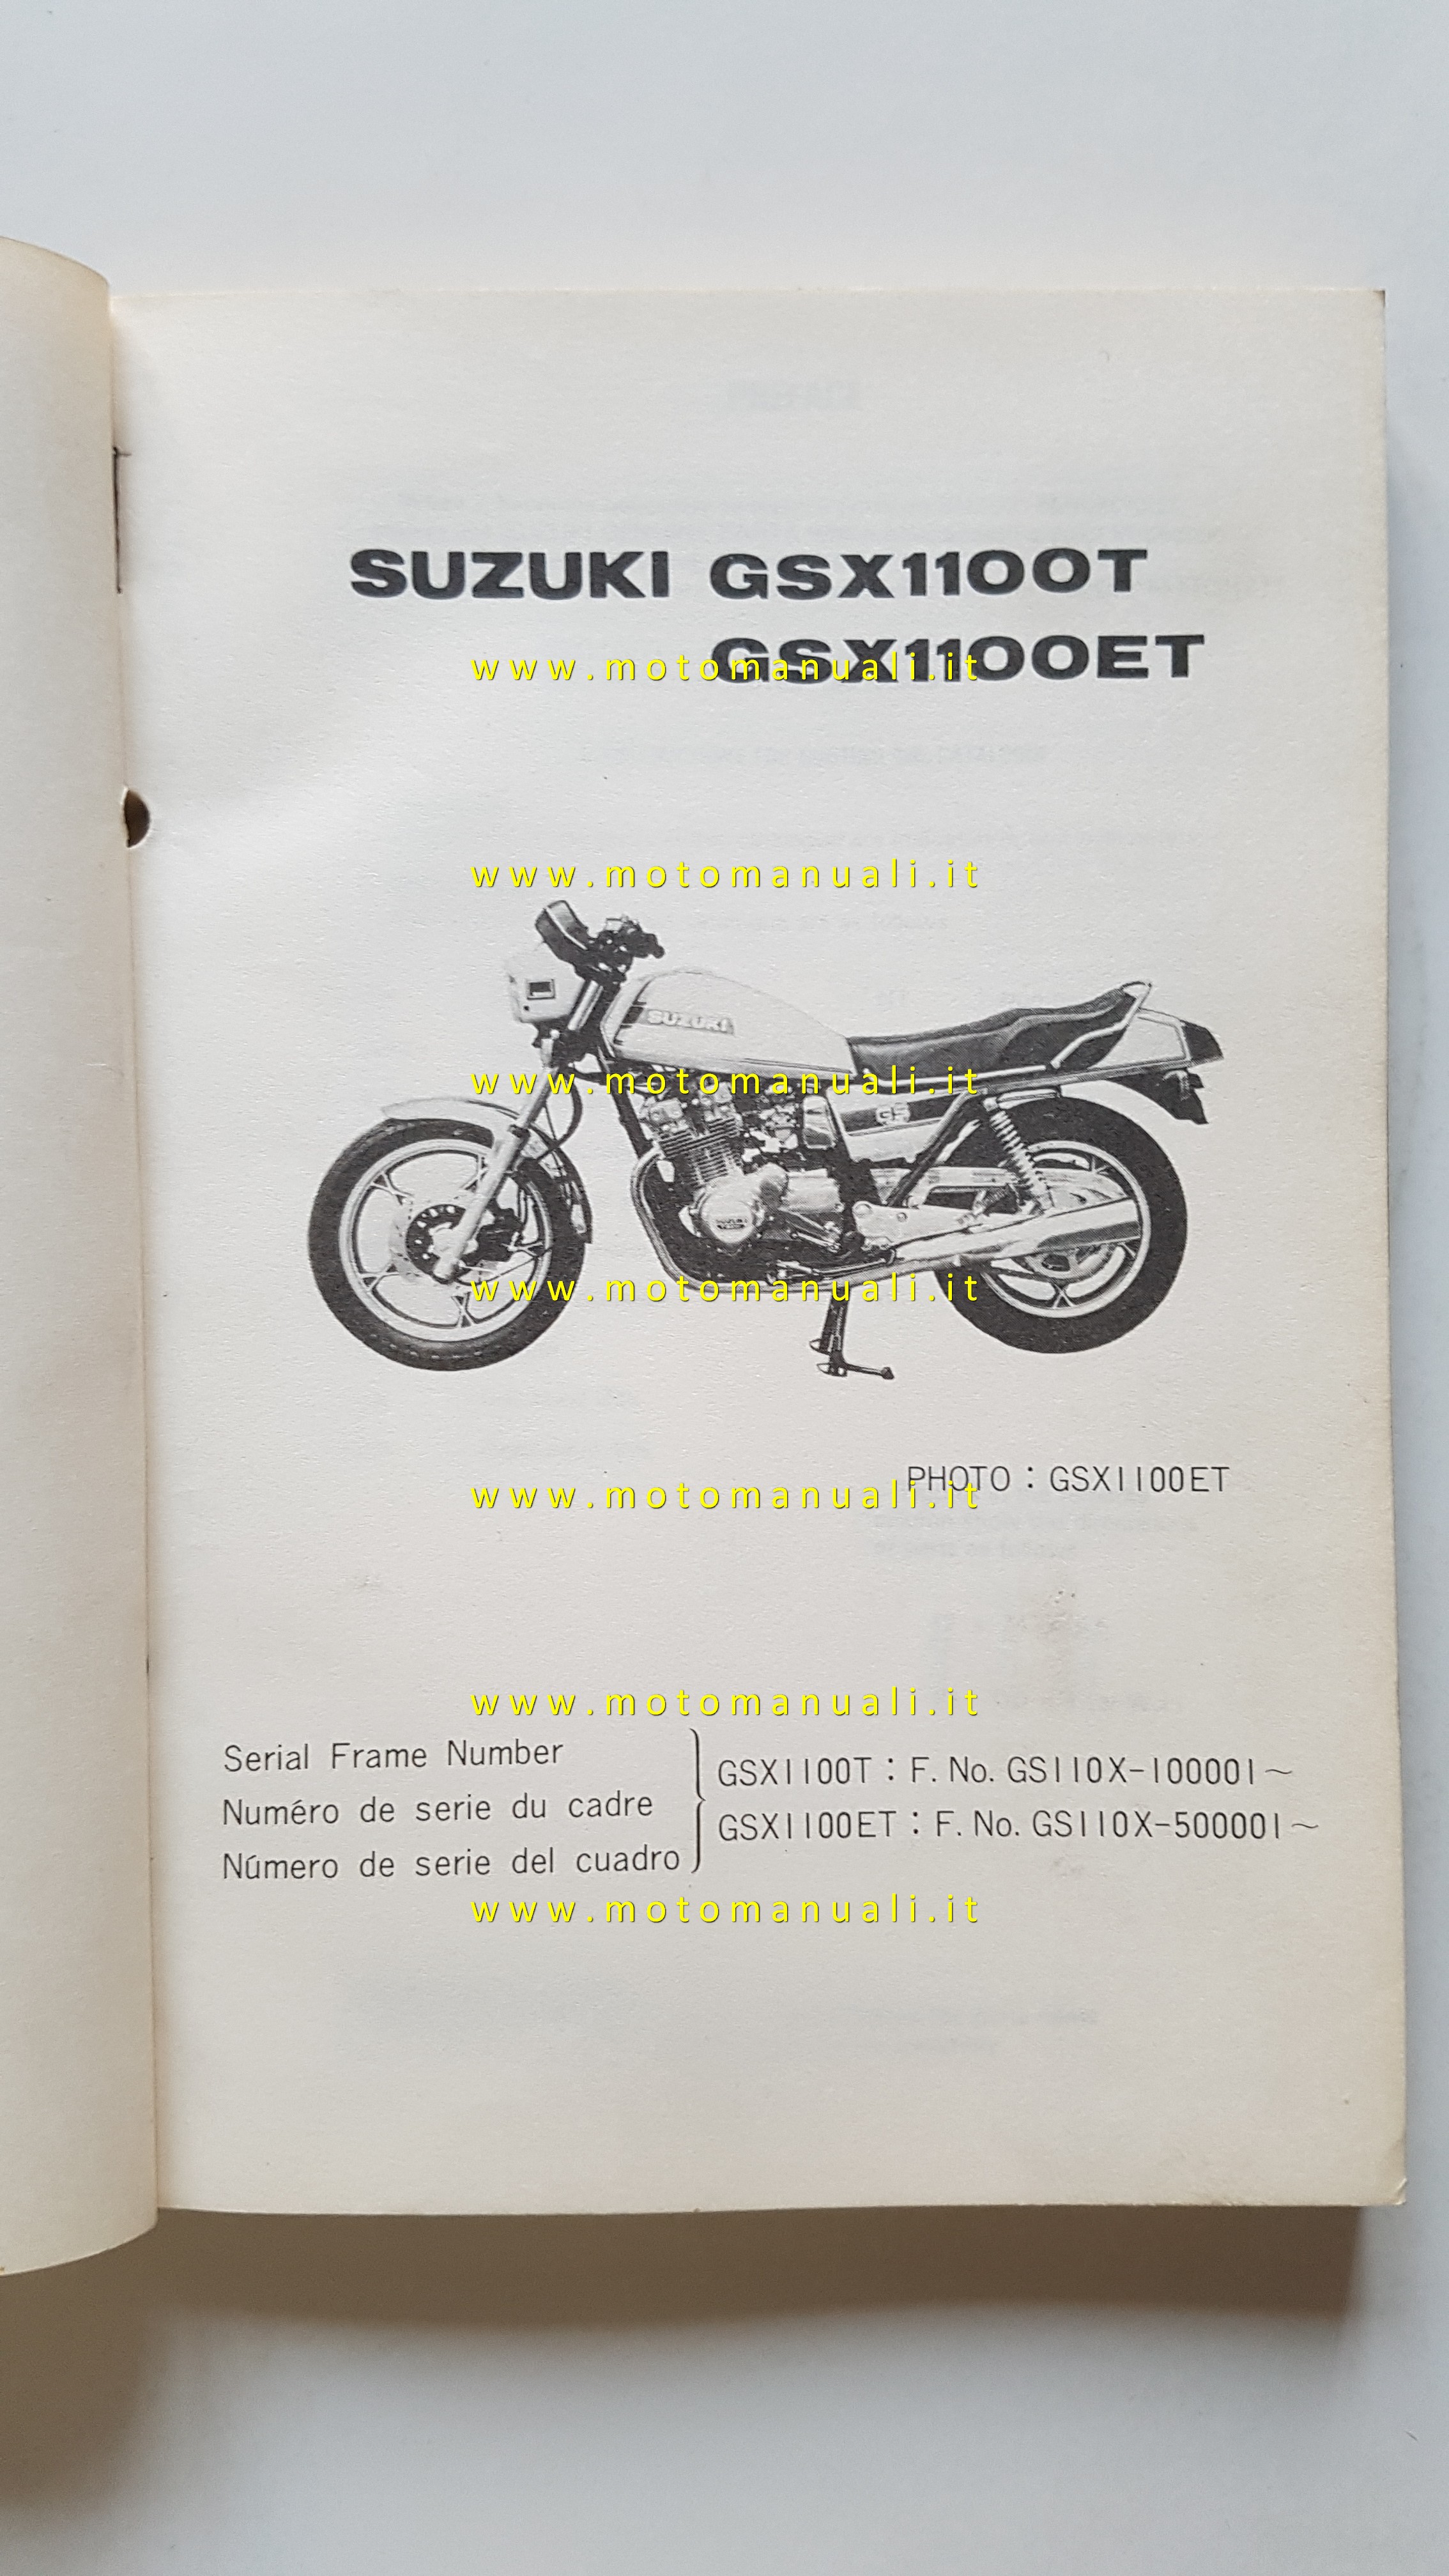 SUZUKI GSX1100T
GSX1100ET
www.motomanuali.it
www.motomanuali.it
SUZUKI
www.motomanuali.it
GS
SUZUKI
www.motomanuali.it
PHOTO : GSX1100ET
www.motomanuali.it
www.motomanuali.it
Serial Frame Number
Numéro de serie du cadre
Número de serie del cuadro
GSX1100T : F. No. GS110X-100001~
GSX1100ET : F. No. GS110X-500001~
www.motomanuali.it